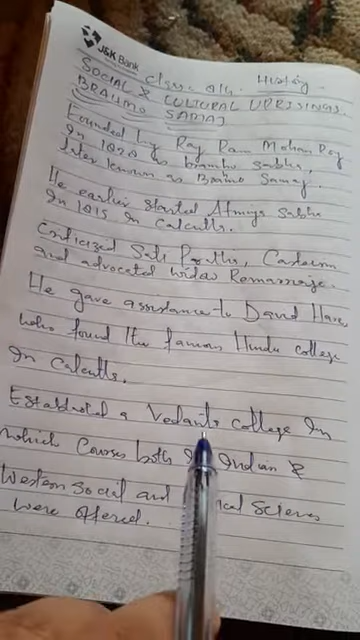 J&K Bank
Class: 8th. History
SOCIAL & CULTURAL UPRISINGS.
BRAHMO SAMAJ
Founded by Raj Ram Mohan Roy
In 1828 as brahmo sabha,
later known as Brahmo Samaj.
He earlier started Atmiya Sabha
In 1815 In Calcutta.
Criticized Sati Pratha, Casteism
and advocated widow Remarriage.
He gave assistance to David Hare,
who found the famous Hindu college
In Calcutta.
Established a Vedanta college In
which Courses both Indian &
Western Social and Sciences
were offered.